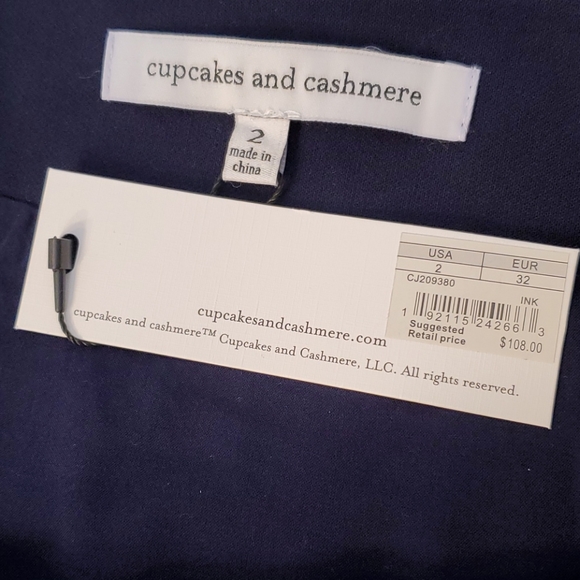 cupcakes and cashmere
2
made in
china
USA
EUR
2
32
CJ209380
INK
1 92115 24266 3
Suggested
Retail price
$108.00
cupcakesandcashmere.com
cupcakes and cashmere™ Cupcakes and Cashmere, LLC. All rights reserved.